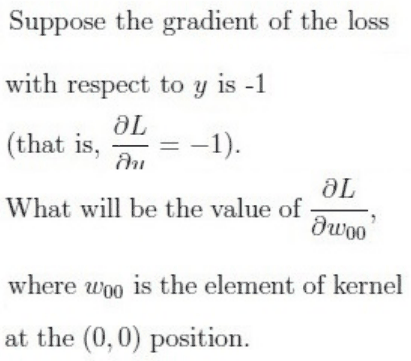 Suppose the gradient of the loss
with respect to y is -1
(that is, ∂L/∂y = −1).
What will be the value of ∂L/∂w₀₀,
where w₀₀ is the element of kernel
at the (0, 0) position.